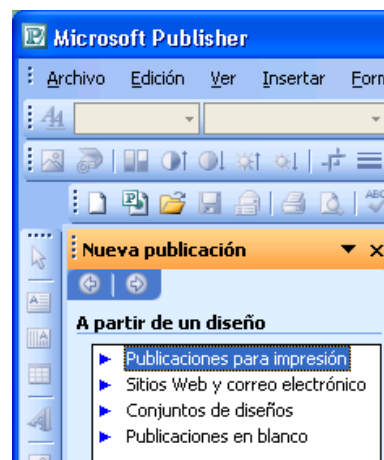 Microsoft Publisher
Archivo Edición Ver Insertar Form
Nueva publicación
A partir de un diseño
Publicaciones para impresión
Sitios Web y correo electrónico
Conjuntos de diseños
Publicaciones en blanco